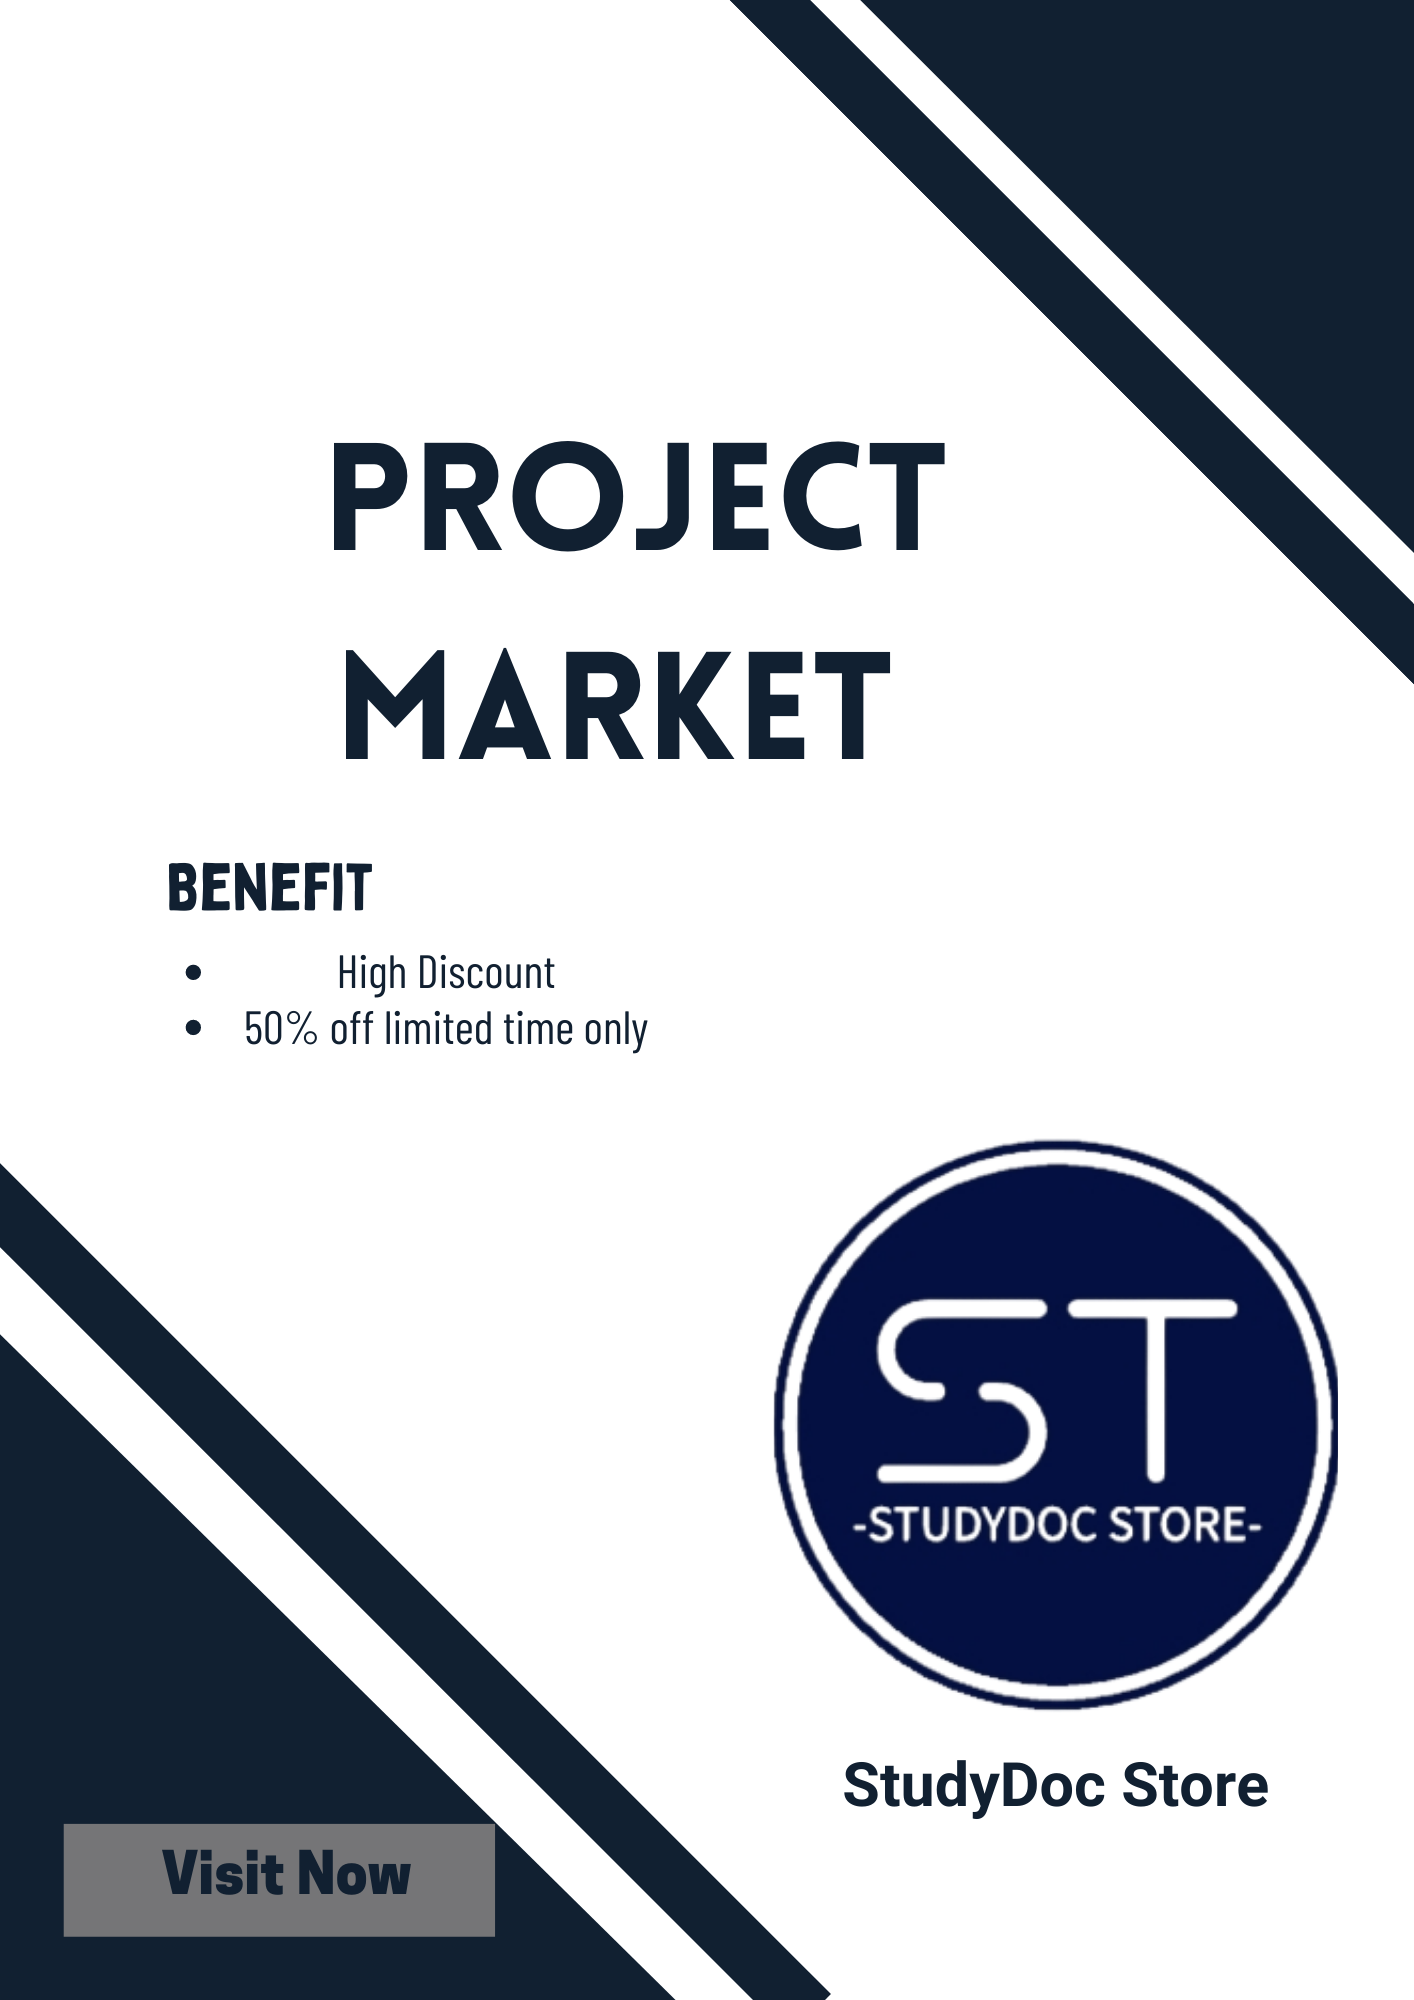 PROJECT
MARKET
BENEFIT
• High Discount
• 50% off limited time only
ST
-STUDYDOC STORE-
StudyDoc Store
Visit Now